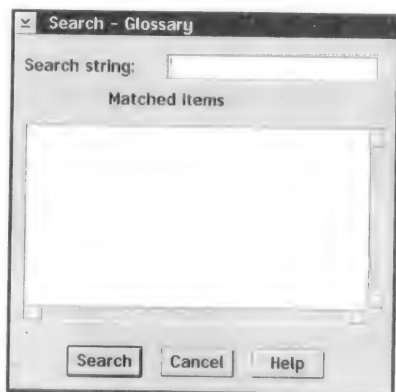 Search - Glossary
Search string:
Matched items
Search Cancel Help